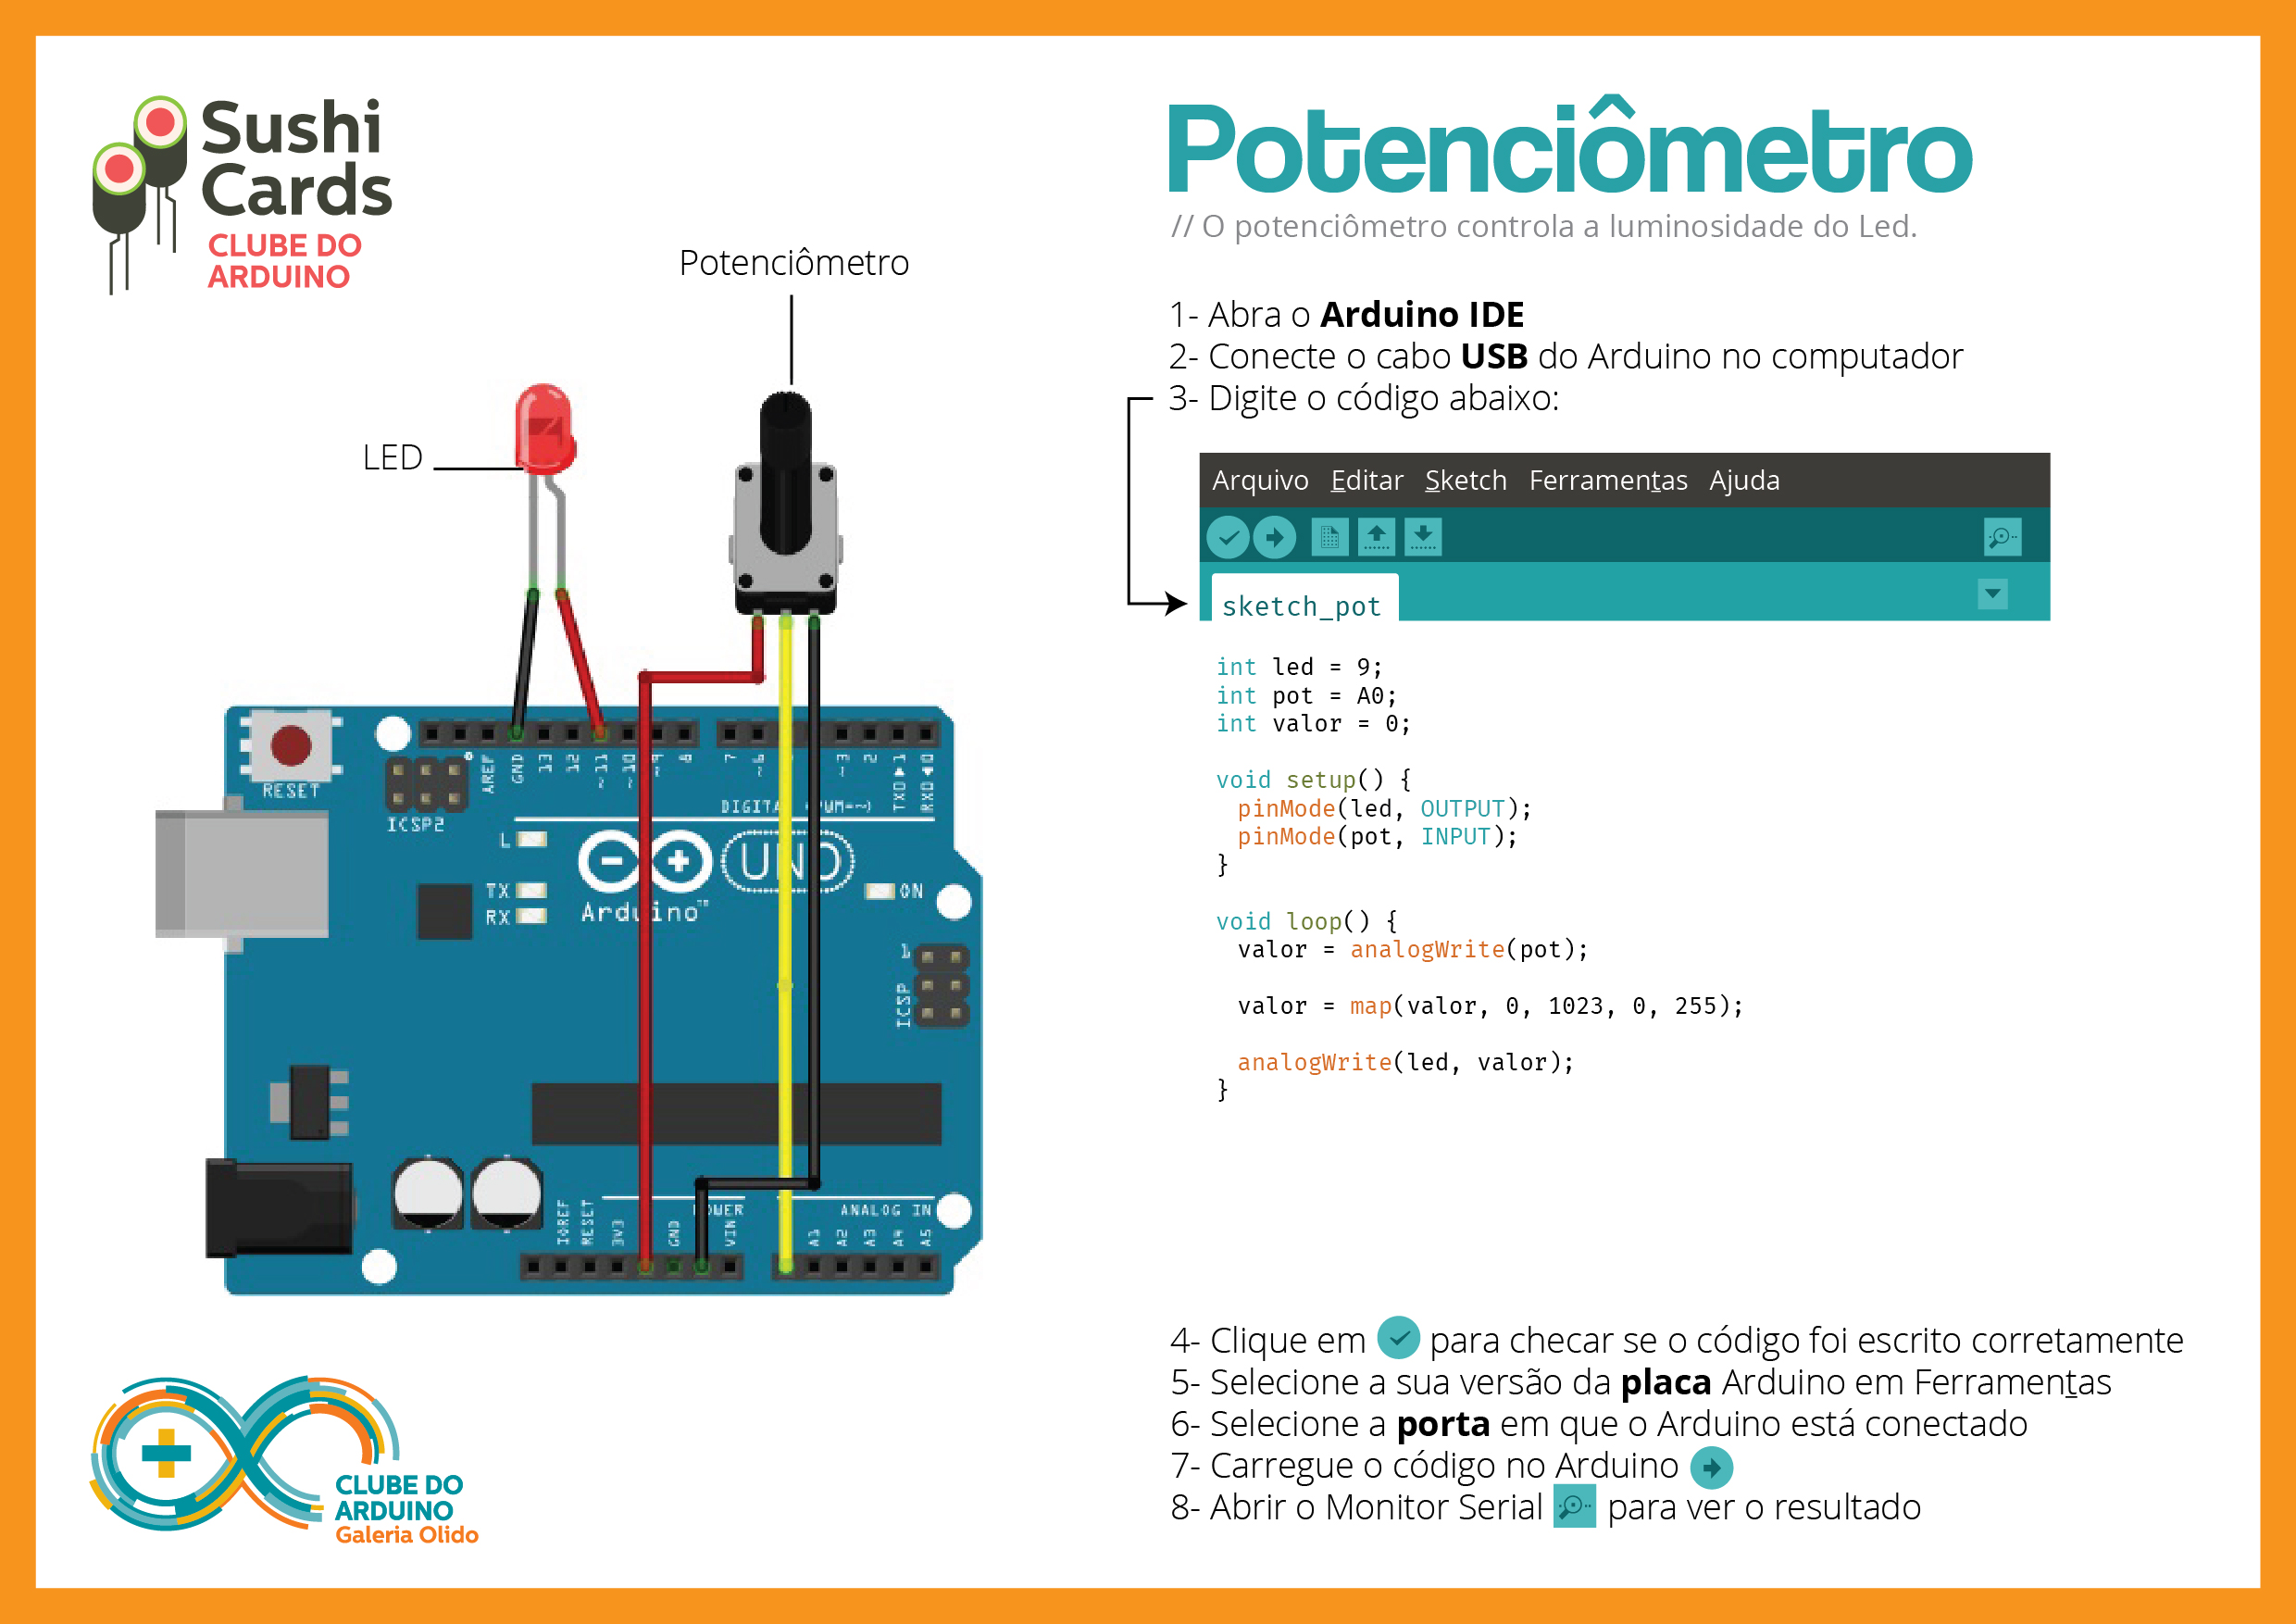 Sushi
Cards
CLUBE DO
ARDUINO
Potenciômetro
LED
RESET
ICSP2
AREF
GND
13
12
~11
~10
~9
8
7
~6
~3
2
TXD▶1
RXD◀0
L
TX
RX
Arduino™
UNO
ON
1
ICSP
IOREF
RESET
3V3
GND
VIN
ANALOG IN
A1
A2
A3
A4
A5
CLUBE DO
ARDUINO
Galeria Olido
Potenciômetro
// O potenciômetro controla a luminosidade do Led.
1- Abra o Arduino IDE
2- Conecte o cabo USB do Arduino no computador
3- Digite o código abaixo:
Arquivo Editar Sketch Ferramentas Ajuda
sketch_pot
int led = 9;
int pot = A0;
int valor = 0;
void setup() {
pinMode(led, OUTPUT);
pinMode(pot, INPUT);
}
void loop() {
valor = analogWrite(pot);
valor = map(valor, 0, 1023, 0, 255);
analogWrite(led, valor);
}
4- Clique em para checar se o código foi escrito corretamente
5- Selecione a sua versão da placa Arduino em Ferramentas
6- Selecione a porta em que o Arduino está conectado
7- Carregue o código no Arduino
8- Abrir o Monitor Serial para ver o resultado